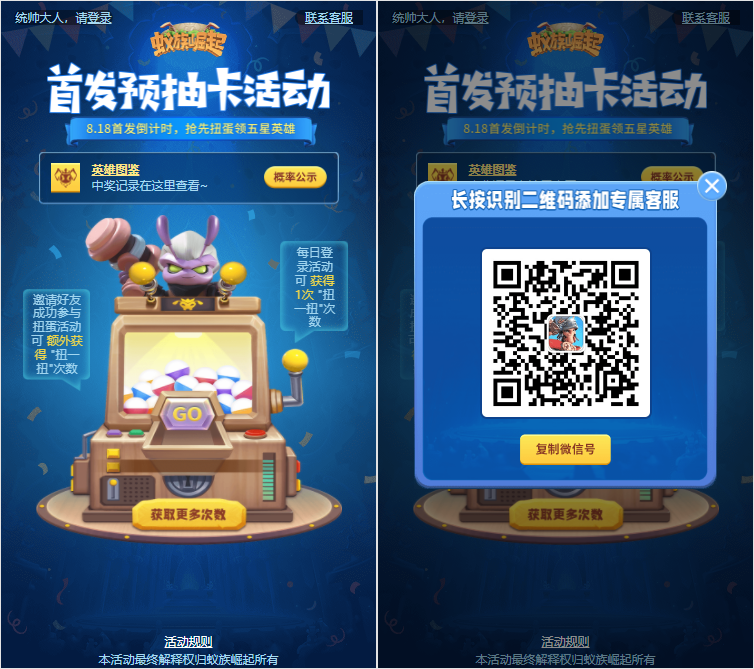 统帅大人，请登录
联系客服
蚁族崛起
首发预抽卡活动
8.18首发倒计时，抢先扭蛋领五星英雄
英雄图鉴
中奖记录在这里查看~
概率公示
每日登
录活动
可 获得
1次 "扭
一扭"次
数
邀请好友
成功参与
扭蛋活动
可 额外获
得 "扭一
扭"次数
GO
获取更多次数
活动规则
本活动最终解释权归蚁族崛起所有
统帅大人，请登录
联系客服
蚁族崛起
首发预抽卡活动
8.18首发倒计时，抢先扭蛋领五星英雄
英雄图鉴
概率公示
长按识别二维码添加专属客服
复制微信号
获取更多次数
活动规则
本活动最终解释权归蚁族崛起所有